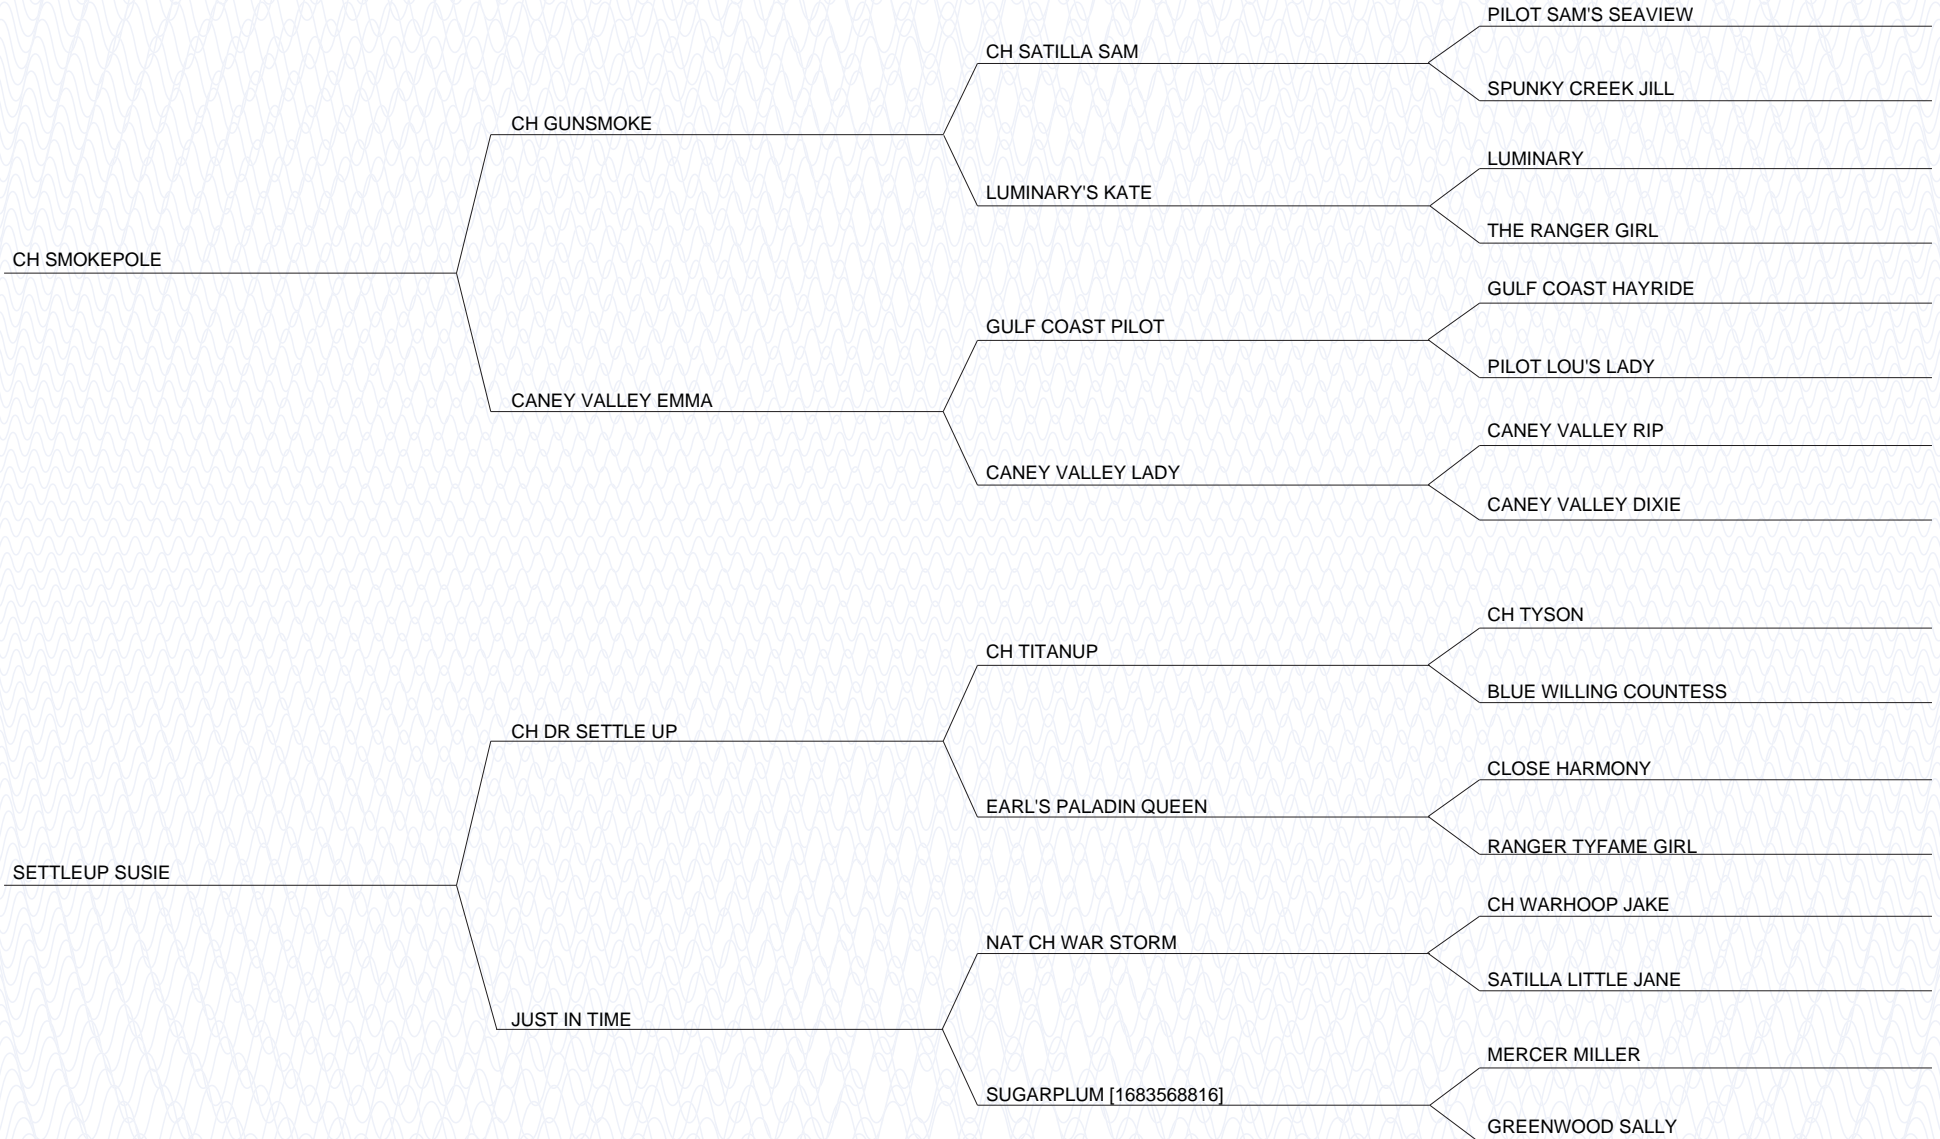 PILOT SAM'S SEAVIEW
CH SATILLA SAM
SPUNKY CREEK JILL
CH GUNSMOKE
LUMINARY
LUMINARY'S KATE
THE RANGER GIRL
CH SMOKEPOLE
GULF COAST HAYRIDE
GULF COAST PILOT
PILOT LOU'S LADY
CANEY VALLEY EMMA
CANEY VALLEY RIP
CANEY VALLEY LADY
CANEY VALLEY DIXIE
CH TYSON
CH TITANUP
BLUE WILLING COUNTESS
CH DR SETTLE UP
CLOSE HARMONY
EARL'S PALADIN QUEEN
RANGER TYFAME GIRL
SETTLEUP SUSIE
CH WARHOOP JAKE
NAT CH WAR STORM
SATILLA LITTLE JANE
JUST IN TIME
MERCER MILLER
SUGARPLUM [1683568816]
GREENWOOD SALLY